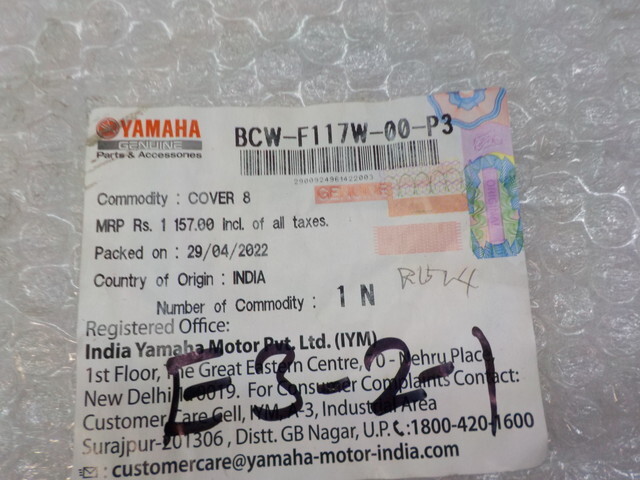 YAMAHA
GENUINE
Parts & Accessories
BCW-F117W-00-P3
Commodity : COVER 8
MRP Rs. 1 157.00 Incl. of all taxes.
Packed on : 29/04/2022
Country of Origin : INDIA
Number of Commodity : 1 N
Registered Office:
India Yamaha Motor Pvt. Ltd. (IYM)
1st Floor, The Great Eastern Centre, 70 - Nehru Place,
New Delhi-110019. For Consumer Complaints Contact:
Customer Care Cell, IYM, A-3, Industrial Area
Surajpur-201306 , Distt. GB Nagar, U.P. :1800-420-1600
: customercare@yamaha-motor-india.com
E3-2-1